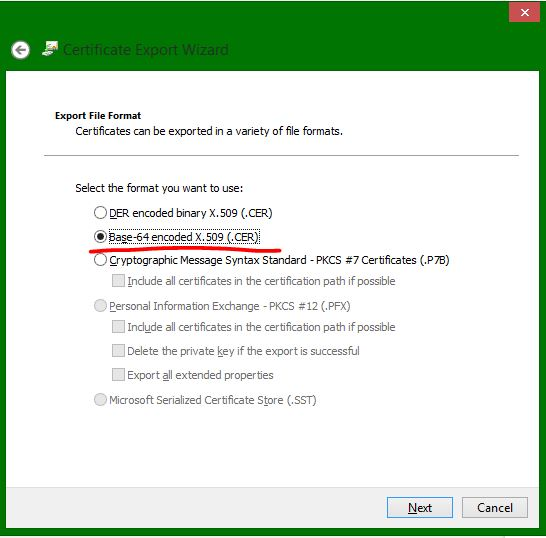 Certificate Export Wizard
Export File Format
Certificates can be exported in a variety of file formats.
Select the format you want to use:
DER encoded binary X.509 (.CER)
Base-64 encoded X.509 (.CER)
Cryptographic Message Syntax Standard - PKCS #7 Certificates (.P7B)
Include all certificates in the certification path if possible
Personal Information Exchange - PKCS #12 (.PFX)
Include all certificates in the certification path if possible
Delete the private key if the export is successful
Export all extended properties
Microsoft Serialized Certificate Store (.SST)
Next
Cancel